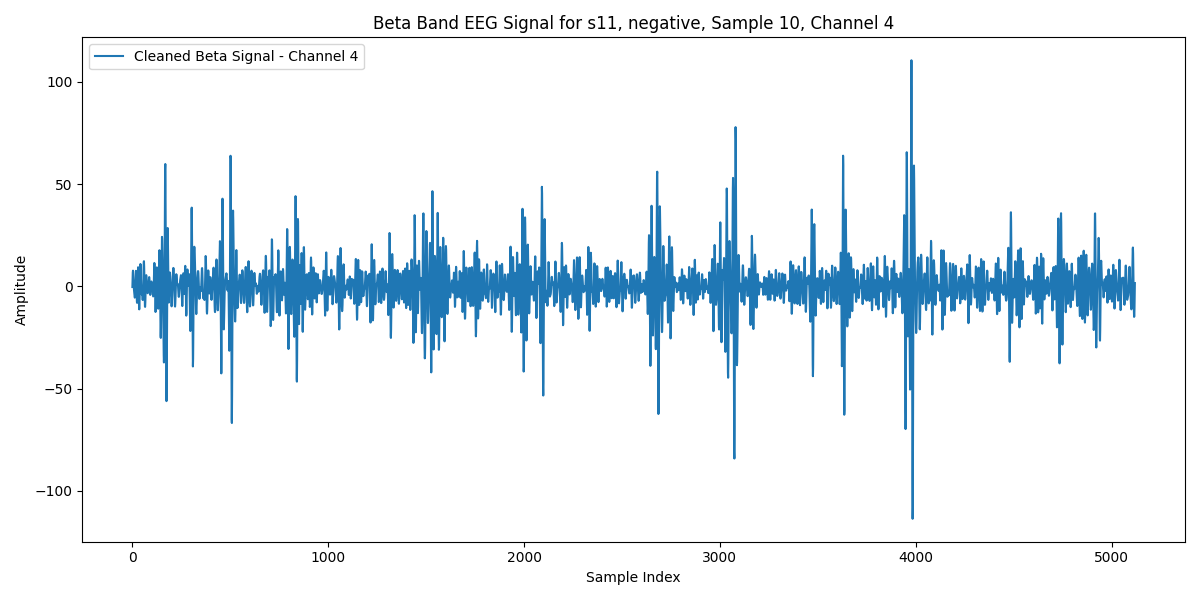 Beta Band EEG Signal for s11, negative, Sample 10, Channel 4
Cleaned Beta Signal - Channel 4
Amplitude
100
50
0
−50
−100
0 1000 2000 3000 4000 5000
Sample Index